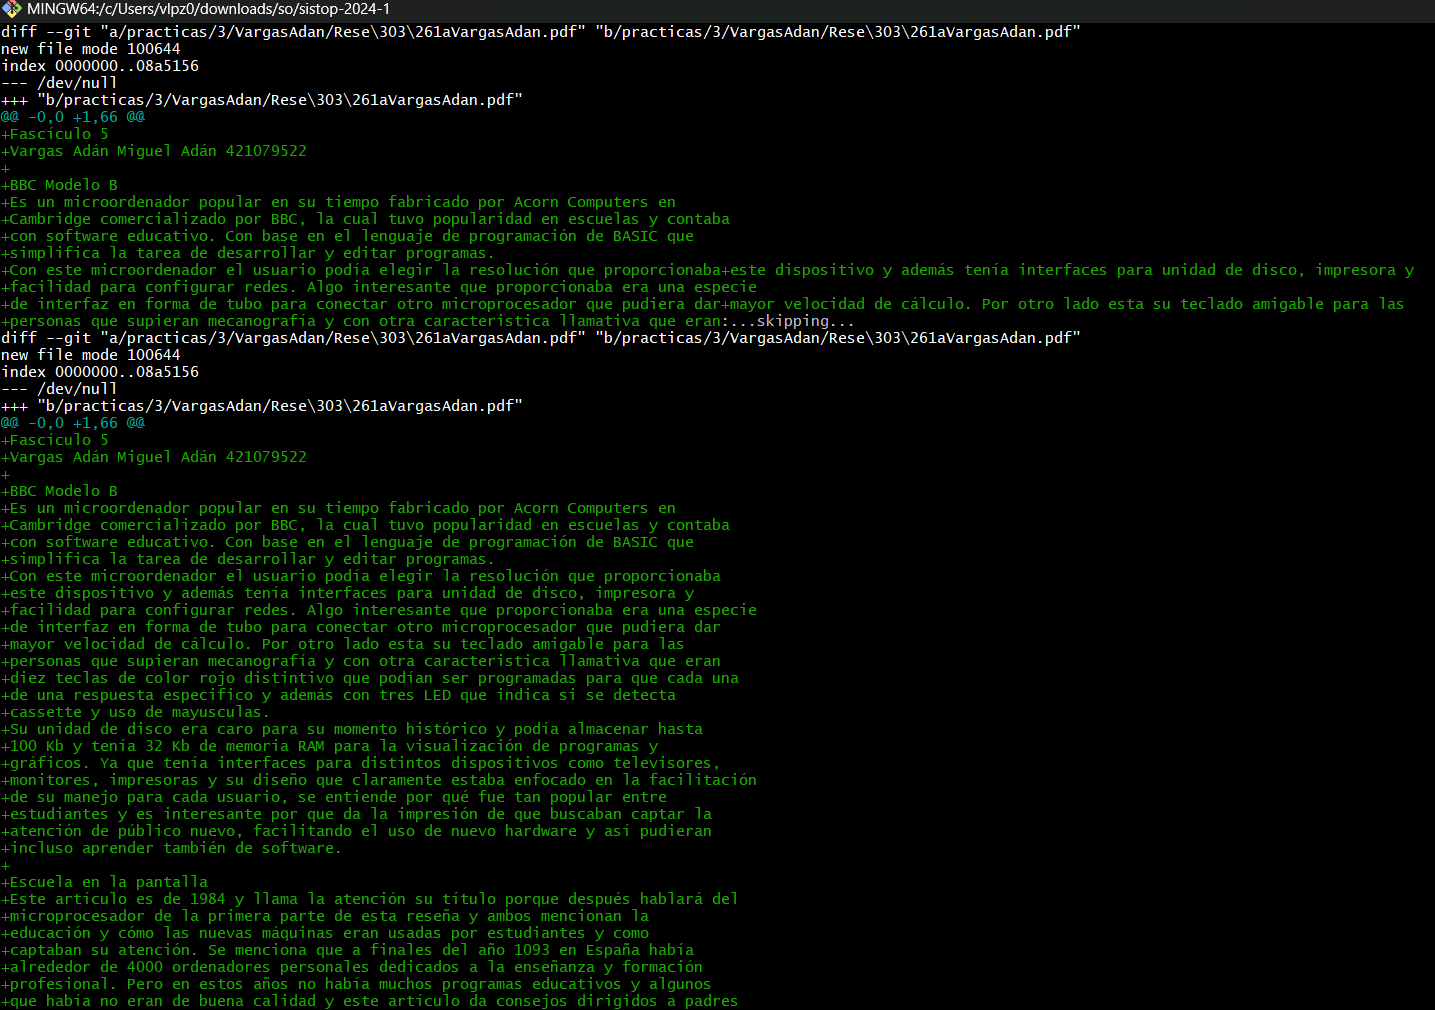 MINGW64:/c/Users/vlpz0/downloads/so/sistop-2024-1
diff --git "a/practicas/3/VargasAdan/Rese\303\261aVargasAdan.pdf" "b/practicas/3/VargasAdan/Rese\303\261aVargasAdan.pdf"
new file mode 100644
index 0000000..08a5156
--- /dev/null
+++ "b/practicas/3/VargasAdan/Rese\303\261aVargasAdan.pdf"
@@ -0,0 +1,66 @@
+Fascículo 5
+Vargas Adán Miguel Adán 421079522
+
+BBC Modelo B
+Es un microordenador popular en su tiempo fabricado por Acorn Computers en
+Cambridge comercializado por BBC, la cual tuvo popularidad en escuelas y contaba
+con software educativo. Con base en el lenguaje de programación de BASIC que
+simplifica la tarea de desarrollar y editar programas.
+Con este microordenador el usuario podía elegir la resolución que proporcionaba+este dispositivo y además tenía interfaces para unidad de disco, impresora y
+facilidad para configurar redes. Algo interesante que proporcionaba era una especie
+de interfaz en forma de tubo para conectar otro microprocesador que pudiera dar+mayor velocidad de cálculo. Por otro lado esta su teclado amigable para las
+personas que supieran mecanografía y con otra caracteristica llamativa que eran:...skipping...
diff --git "a/practicas/3/VargasAdan/Rese\303\261aVargasAdan.pdf" "b/practicas/3/VargasAdan/Rese\303\261aVargasAdan.pdf"
new file mode 100644
index 0000000..08a5156
--- /dev/null
+++ "b/practicas/3/VargasAdan/Rese\303\261aVargasAdan.pdf"
@@ -0,0 +1,66 @@
+Fascículo 5
+Vargas Adán Miguel Adán 421079522
+
+BBC Modelo B
+Es un microordenador popular en su tiempo fabricado por Acorn Computers en
+Cambridge comercializado por BBC, la cual tuvo popularidad en escuelas y contaba
+con software educativo. Con base en el lenguaje de programación de BASIC que
+simplifica la tarea de desarrollar y editar programas.
+Con este microordenador el usuario podía elegir la resolución que proporcionaba
+este dispositivo y además tenía interfaces para unidad de disco, impresora y
+facilidad para configurar redes. Algo interesante que proporcionaba era una especie
+de interfaz en forma de tubo para conectar otro microprocesador que pudiera dar
+mayor velocidad de cálculo. Por otro lado esta su teclado amigable para las
+personas que supieran mecanografía y con otra caracteristica llamativa que eran
+diez teclas de color rojo distintivo que podían ser programadas para que cada una
+de una respuesta especifico y además con tres LED que indica si se detecta
+cassette y uso de mayusculas.
+Su unidad de disco era caro para su momento histórico y podía almacenar hasta
+100 Kb y tenía 32 Kb de memoria RAM para la visualización de programas y
+gráficos. Ya que tenía interfaces para distintos dispositivos como televisores,
+monitores, impresoras y su diseño que claramente estaba enfocado en la facilitación
+de su manejo para cada usuario, se entiende por qué fue tan popular entre
+estudiantes y es interesante por que da la impresión de que buscaban captar la
+atención de público nuevo, facilitando el uso de nuevo hardware y así pudieran
+incluso aprender también de software.
+
+Escuela en la pantalla
+Este artículo es de 1984 y llama la atención su título porque después hablará del
+microprocesador de la primera parte de esta reseña y ambos mencionan la
+educación y cómo las nuevas máquinas eran usadas por estudiantes y como
+captaban su atención. Se menciona que a finales del año 1093 en España había
+alrededor de 4000 ordenadores personales dedicados a la enseñanza y formación
+profesional. Pero en estos años no había muchos programas educativos y algunos
+que había no eran de buena calidad y este artículo da consejos dirigidos a padres